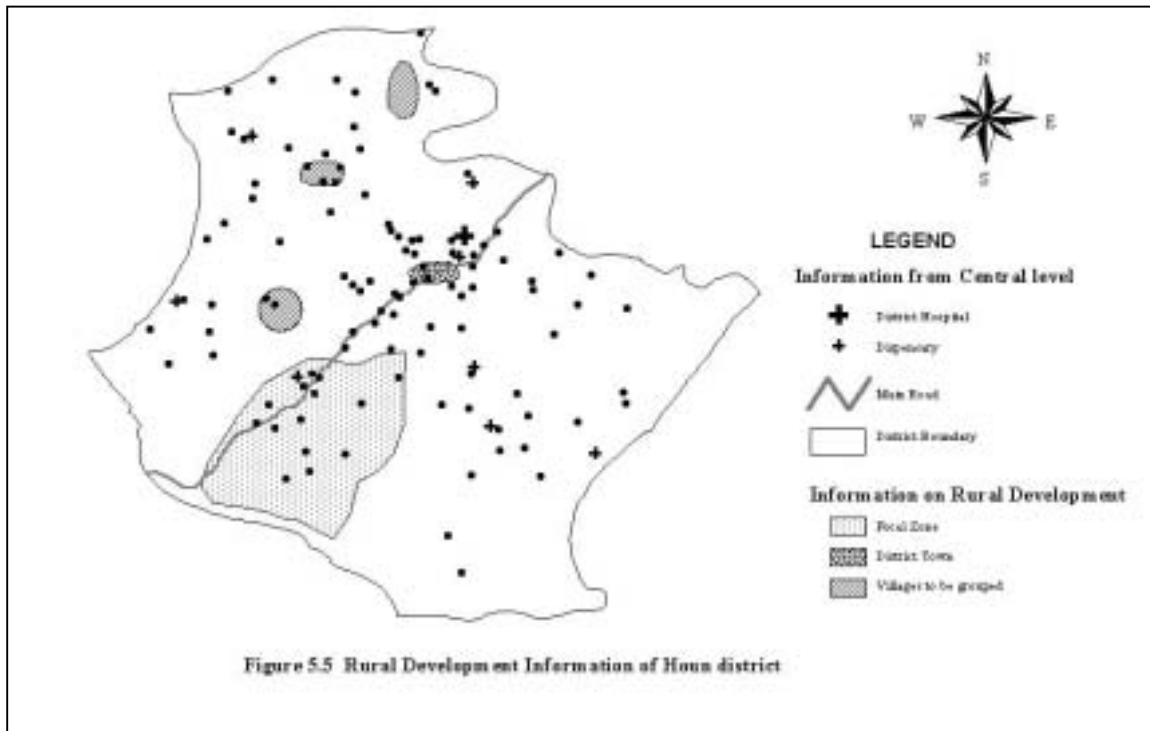 N
W E
S
LEGEND
Information from Central level
District Hospital
Dispensary
Main Road
District Boundary
Information on Rural Development
Focal Zone
District Town
Villages to be grouped
Figure 5.5 Rural Development Information of Houn district